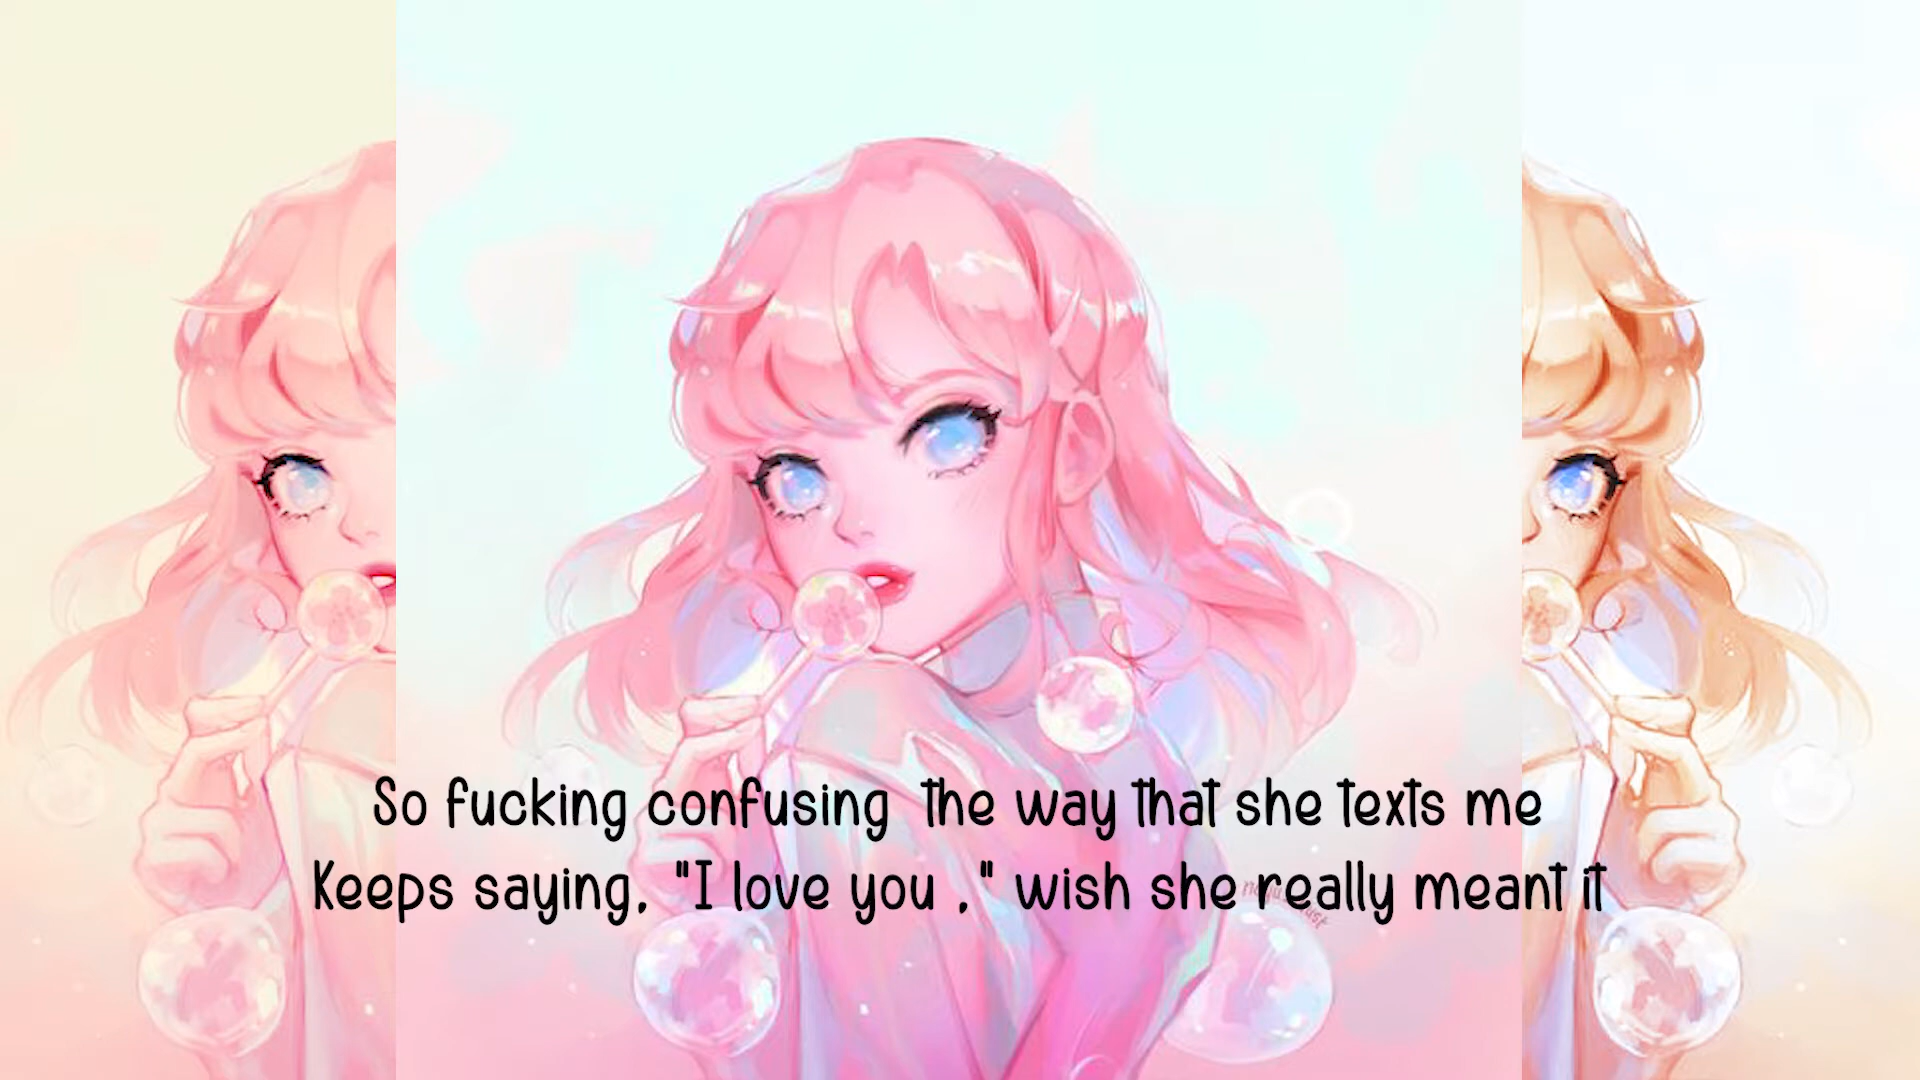 So fucking confusing the way that she texts me
Keeps saying, "I love you ," wish she really meant it